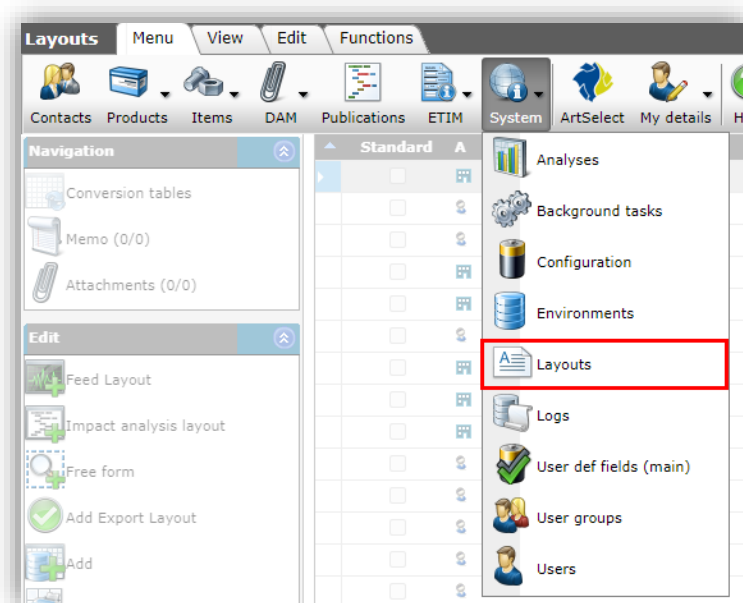 Layouts Menu View Edit Functions
Contacts Products Items DAM Publications ETIM System ArtSelect My details H
Navigation
Conversion tables
Memo (0/0)
Attachments (0/0)
Edit
Feed Layout
Impact analysis layout
Free form
Add Export Layout
Add
Standard A
Analyses
Background tasks
Configuration
Environments
Layouts
Logs
User def fields (main)
User groups
Users